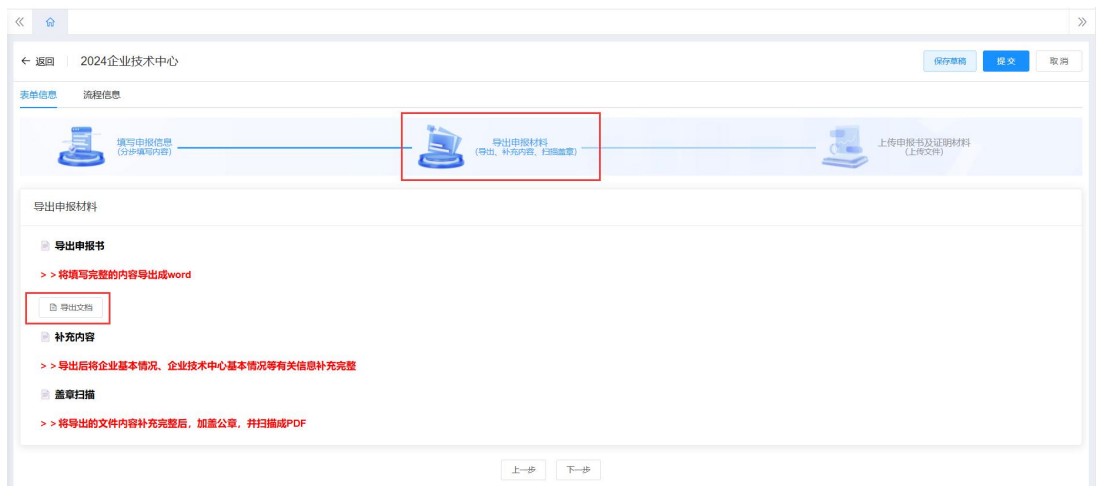 返回 2024企业技术中心 保存草稿 提交 取消
表单信息 流程信息
填写申报信息 导出申报材料 上传申报书及证明材料
(分步填写内容) (导出、补充内容、扫描盖章) (上传文件)
导出申报材料
导出申报书
>>将填写完整的内容导出成word
导出文档
补充内容
>>导出后将企业基本情况、企业技术中心基本情况等有关信息补充完整
盖章扫描
>>将导出的文件内容补充完整后，加盖公章，并扫描成PDF
上一步 下一步